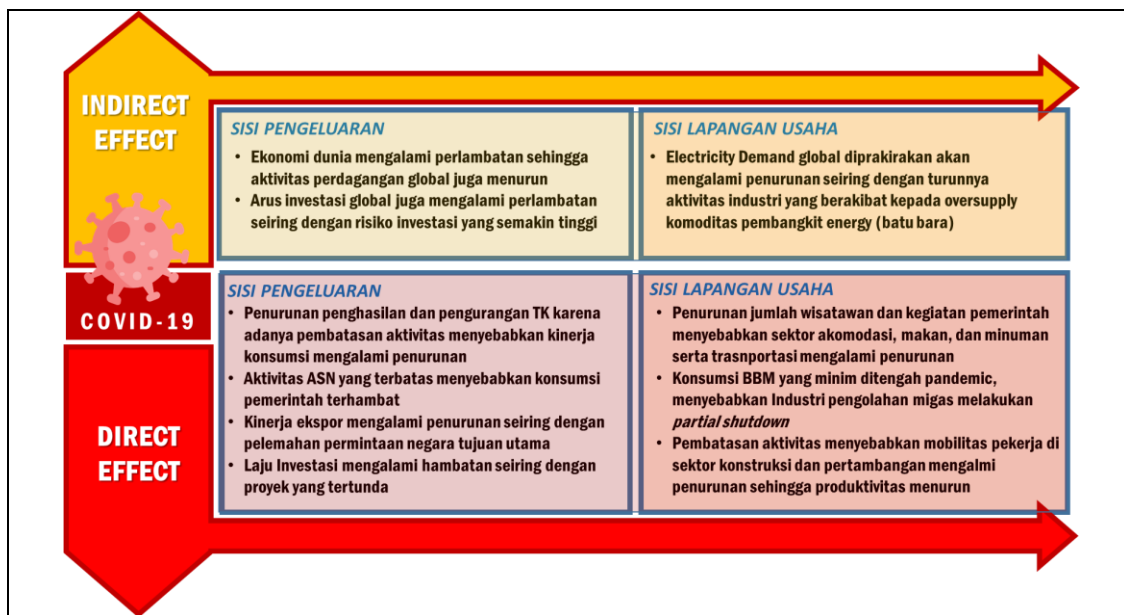 INDIRECT
EFFECT
SISI PENGELUARAN
• Ekonomi dunia mengalami perlambatan sehingga
aktivitas perdagangan global juga menurun
• Arus investasi global juga mengalami perlambatan
seiring dengan risiko investasi yang semakin tinggi
SISI LAPANGAN USAHA
• Electricity Demand global diprakirakan akan
mengalami penurunan seiring dengan turunnya
aktivitas industri yang berakibat kepada oversupply
komoditas pembangkit energy (batu bara)
COVID-19
DIRECT
EFFECT
SISI PENGELUARAN
• Penurunan penghasilan dan pengurangan TK karena
adanya pembatasan aktivitas menyebabkan kinerja
konsumsi mengalami penurunan
• Aktivitas ASN yang terbatas menyebabkan konsumsi
pemerintah terhambat
• Kinerja ekspor mengalami penurunan seiring dengan
pelemahan permintaan negara tujuan utama
• Laju Investasi mengalami hambatan seiring dengan
proyek yang tertunda
SISI LAPANGAN USAHA
• Penurunan jumlah wisatawan dan kegiatan pemerintah
menyebabkan sektor akomodasi, makan, dan minuman
serta trasnportasi mengalami penurunan
• Konsumsi BBM yang minim ditengah pandemic,
menyebabkan Industri pengolahan migas melakukan
partial shutdown
• Pembatasan aktivitas menyebabkan mobilitas pekerja di
sektor konstruksi dan pertambangan mengalmi
penurunan sehingga produktivitas menurun